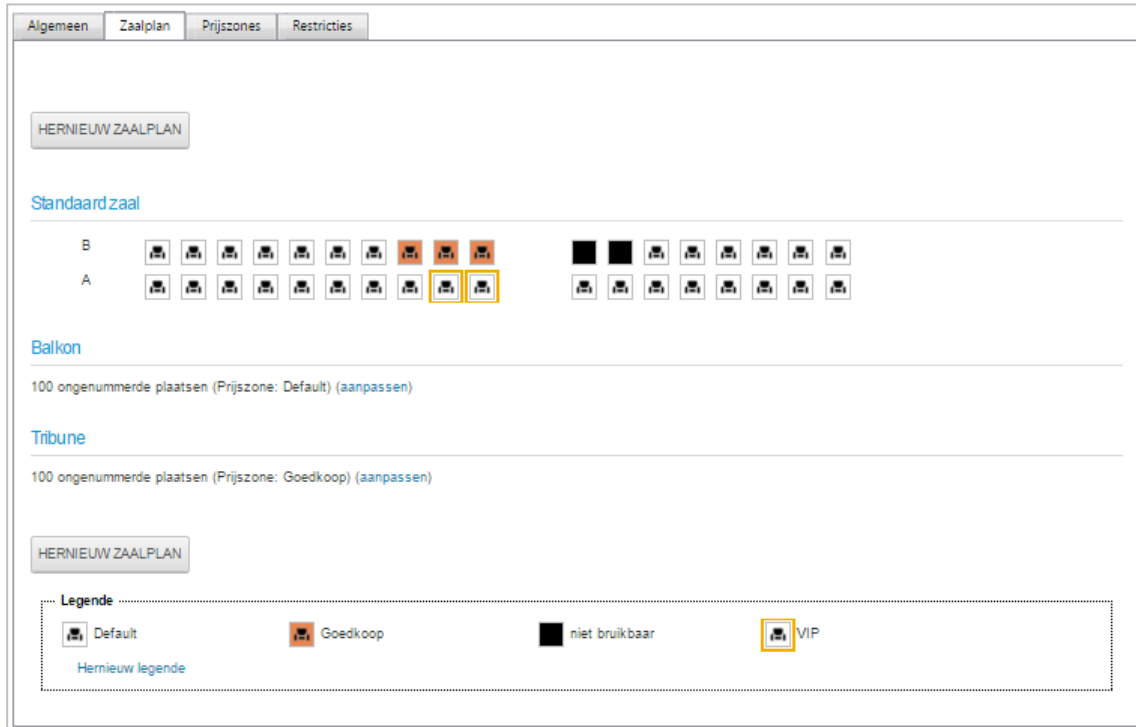 Algemeen Zaalplan Prijszones Restricties
HERNIEUW ZAALPLAN
Standaard zaal
B
A
Balkon
100 ongenummerde plaatsen (Prijszone: Default) (aanpassen)
Tribune
100 ongenummerde plaatsen (Prijszone: Goedkoop) (aanpassen)
HERNIEUW ZAALPLAN
Legende
Default Goedkoop niet bruikbaar VIP
Hernieuw legende